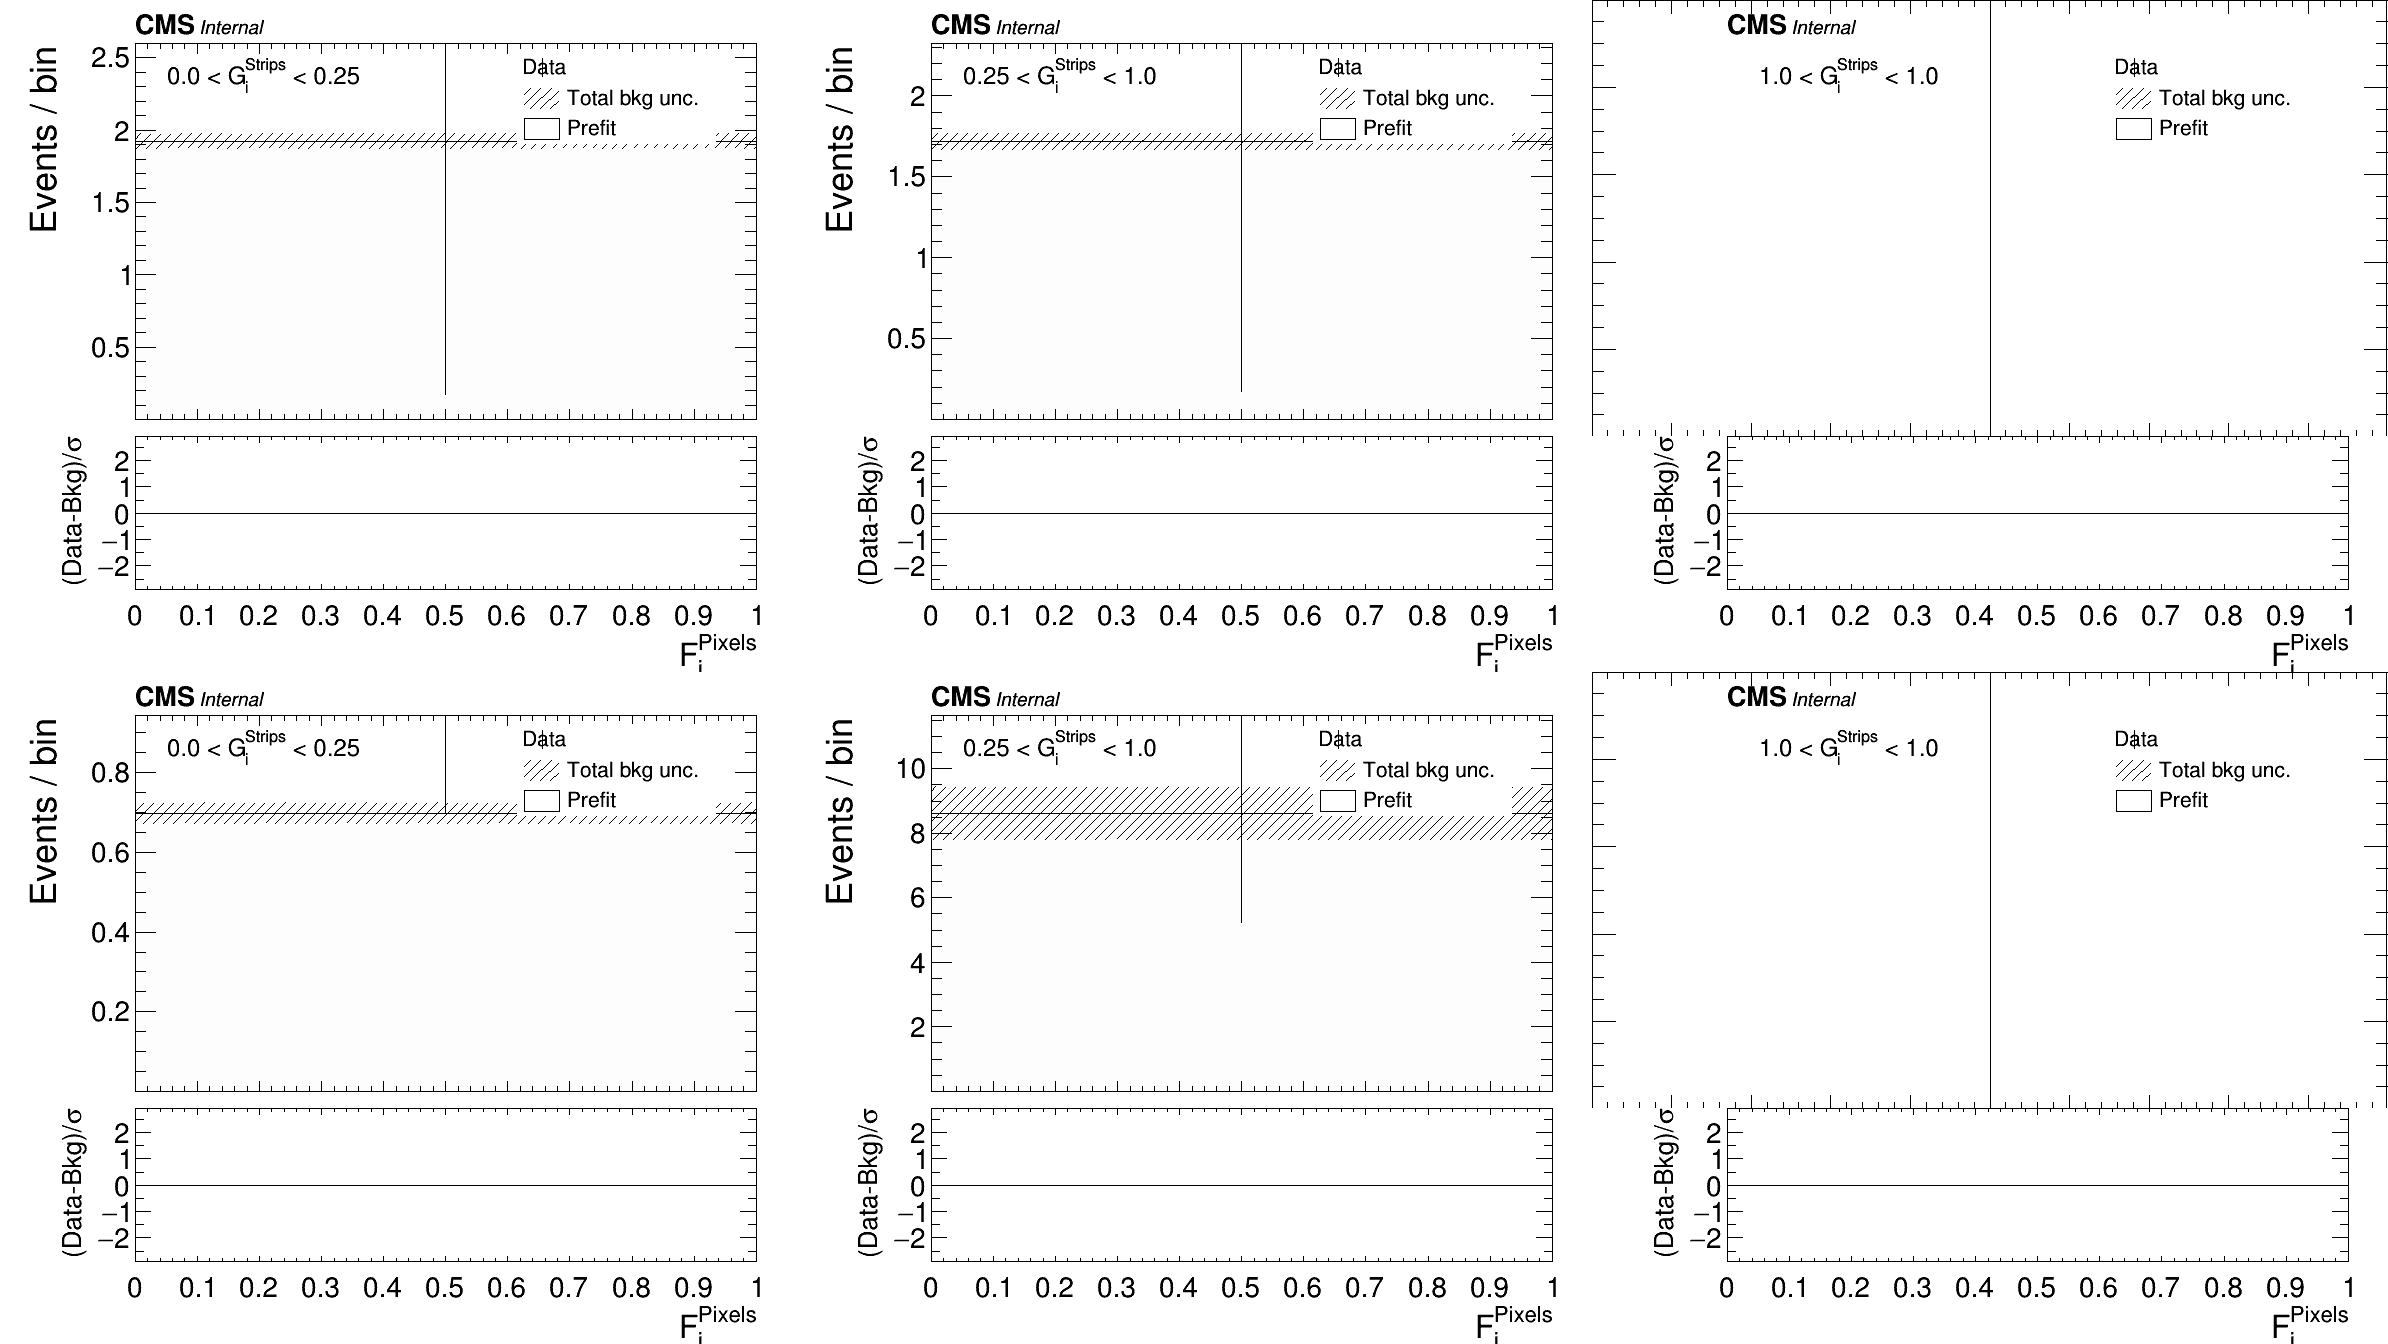 CMS Internal
Events / bin
0.0 < G_i^Strips < 0.25
Data
Total bkg unc.
Prefit
2.5
2
1.5
1
0.5
(Data-Bkg)/σ
2
1
0
−1
−2
0 0.1 0.2 0.3 0.4 0.5 0.6 0.7 0.8 0.9 1
F_i^Pixels
CMS Internal
Events / bin
0.25 < G_i^Strips < 1.0
Data
Total bkg unc.
Prefit
2
1.5
1
0.5
(Data-Bkg)/σ
2
1
0
−1
−2
0 0.1 0.2 0.3 0.4 0.5 0.6 0.7 0.8 0.9 1
F_i^Pixels
CMS Internal
1.0 < G_i^Strips < 1.0
Data
Total bkg unc.
Prefit
(Data-Bkg)/σ
2
1
0
−1
−2
0 0.1 0.2 0.3 0.4 0.5 0.6 0.7 0.8 0.9 1
F_i^Pixels
CMS Internal
Events / bin
0.0 < G_i^Strips < 0.25
Data
Total bkg unc.
Prefit
0.8
0.6
0.4
0.2
(Data-Bkg)/σ
2
1
0
−1
−2
0 0.1 0.2 0.3 0.4 0.5 0.6 0.7 0.8 0.9 1
F_i^Pixels
CMS Internal
Events / bin
0.25 < G_i^Strips < 1.0
Data
Total bkg unc.
Prefit
10
8
6
4
2
(Data-Bkg)/σ
2
1
0
−1
−2
0 0.1 0.2 0.3 0.4 0.5 0.6 0.7 0.8 0.9 1
F_i^Pixels
CMS Internal
1.0 < G_i^Strips < 1.0
Data
Total bkg unc.
Prefit
(Data-Bkg)/σ
2
1
0
−1
−2
0 0.1 0.2 0.3 0.4 0.5 0.6 0.7 0.8 0.9 1
F_i^Pixels